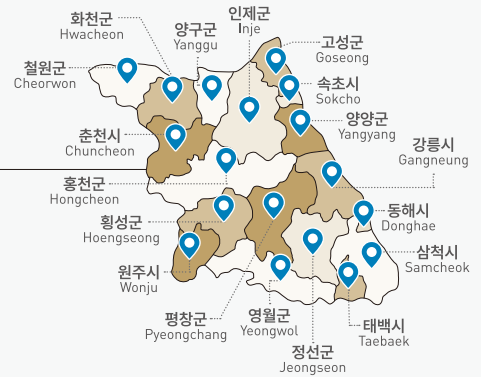 인제군
Inje
화천군
Hwacheon
양구군
Yanggu
고성군
Goseong
철원군
Cheorwon
속초시
Sokcho
양양군
Yangyang
춘천시
Chuncheon
강릉시
Gangneung
홍천군
Hongcheon
횡성군
Hoengseong
동해시
Donghae
삼척시
Samcheok
원주시
Wonju
평창군
Pyeongchang
영월군
Yeongwol
태백시
Taebaek
정선군
Jeongseon